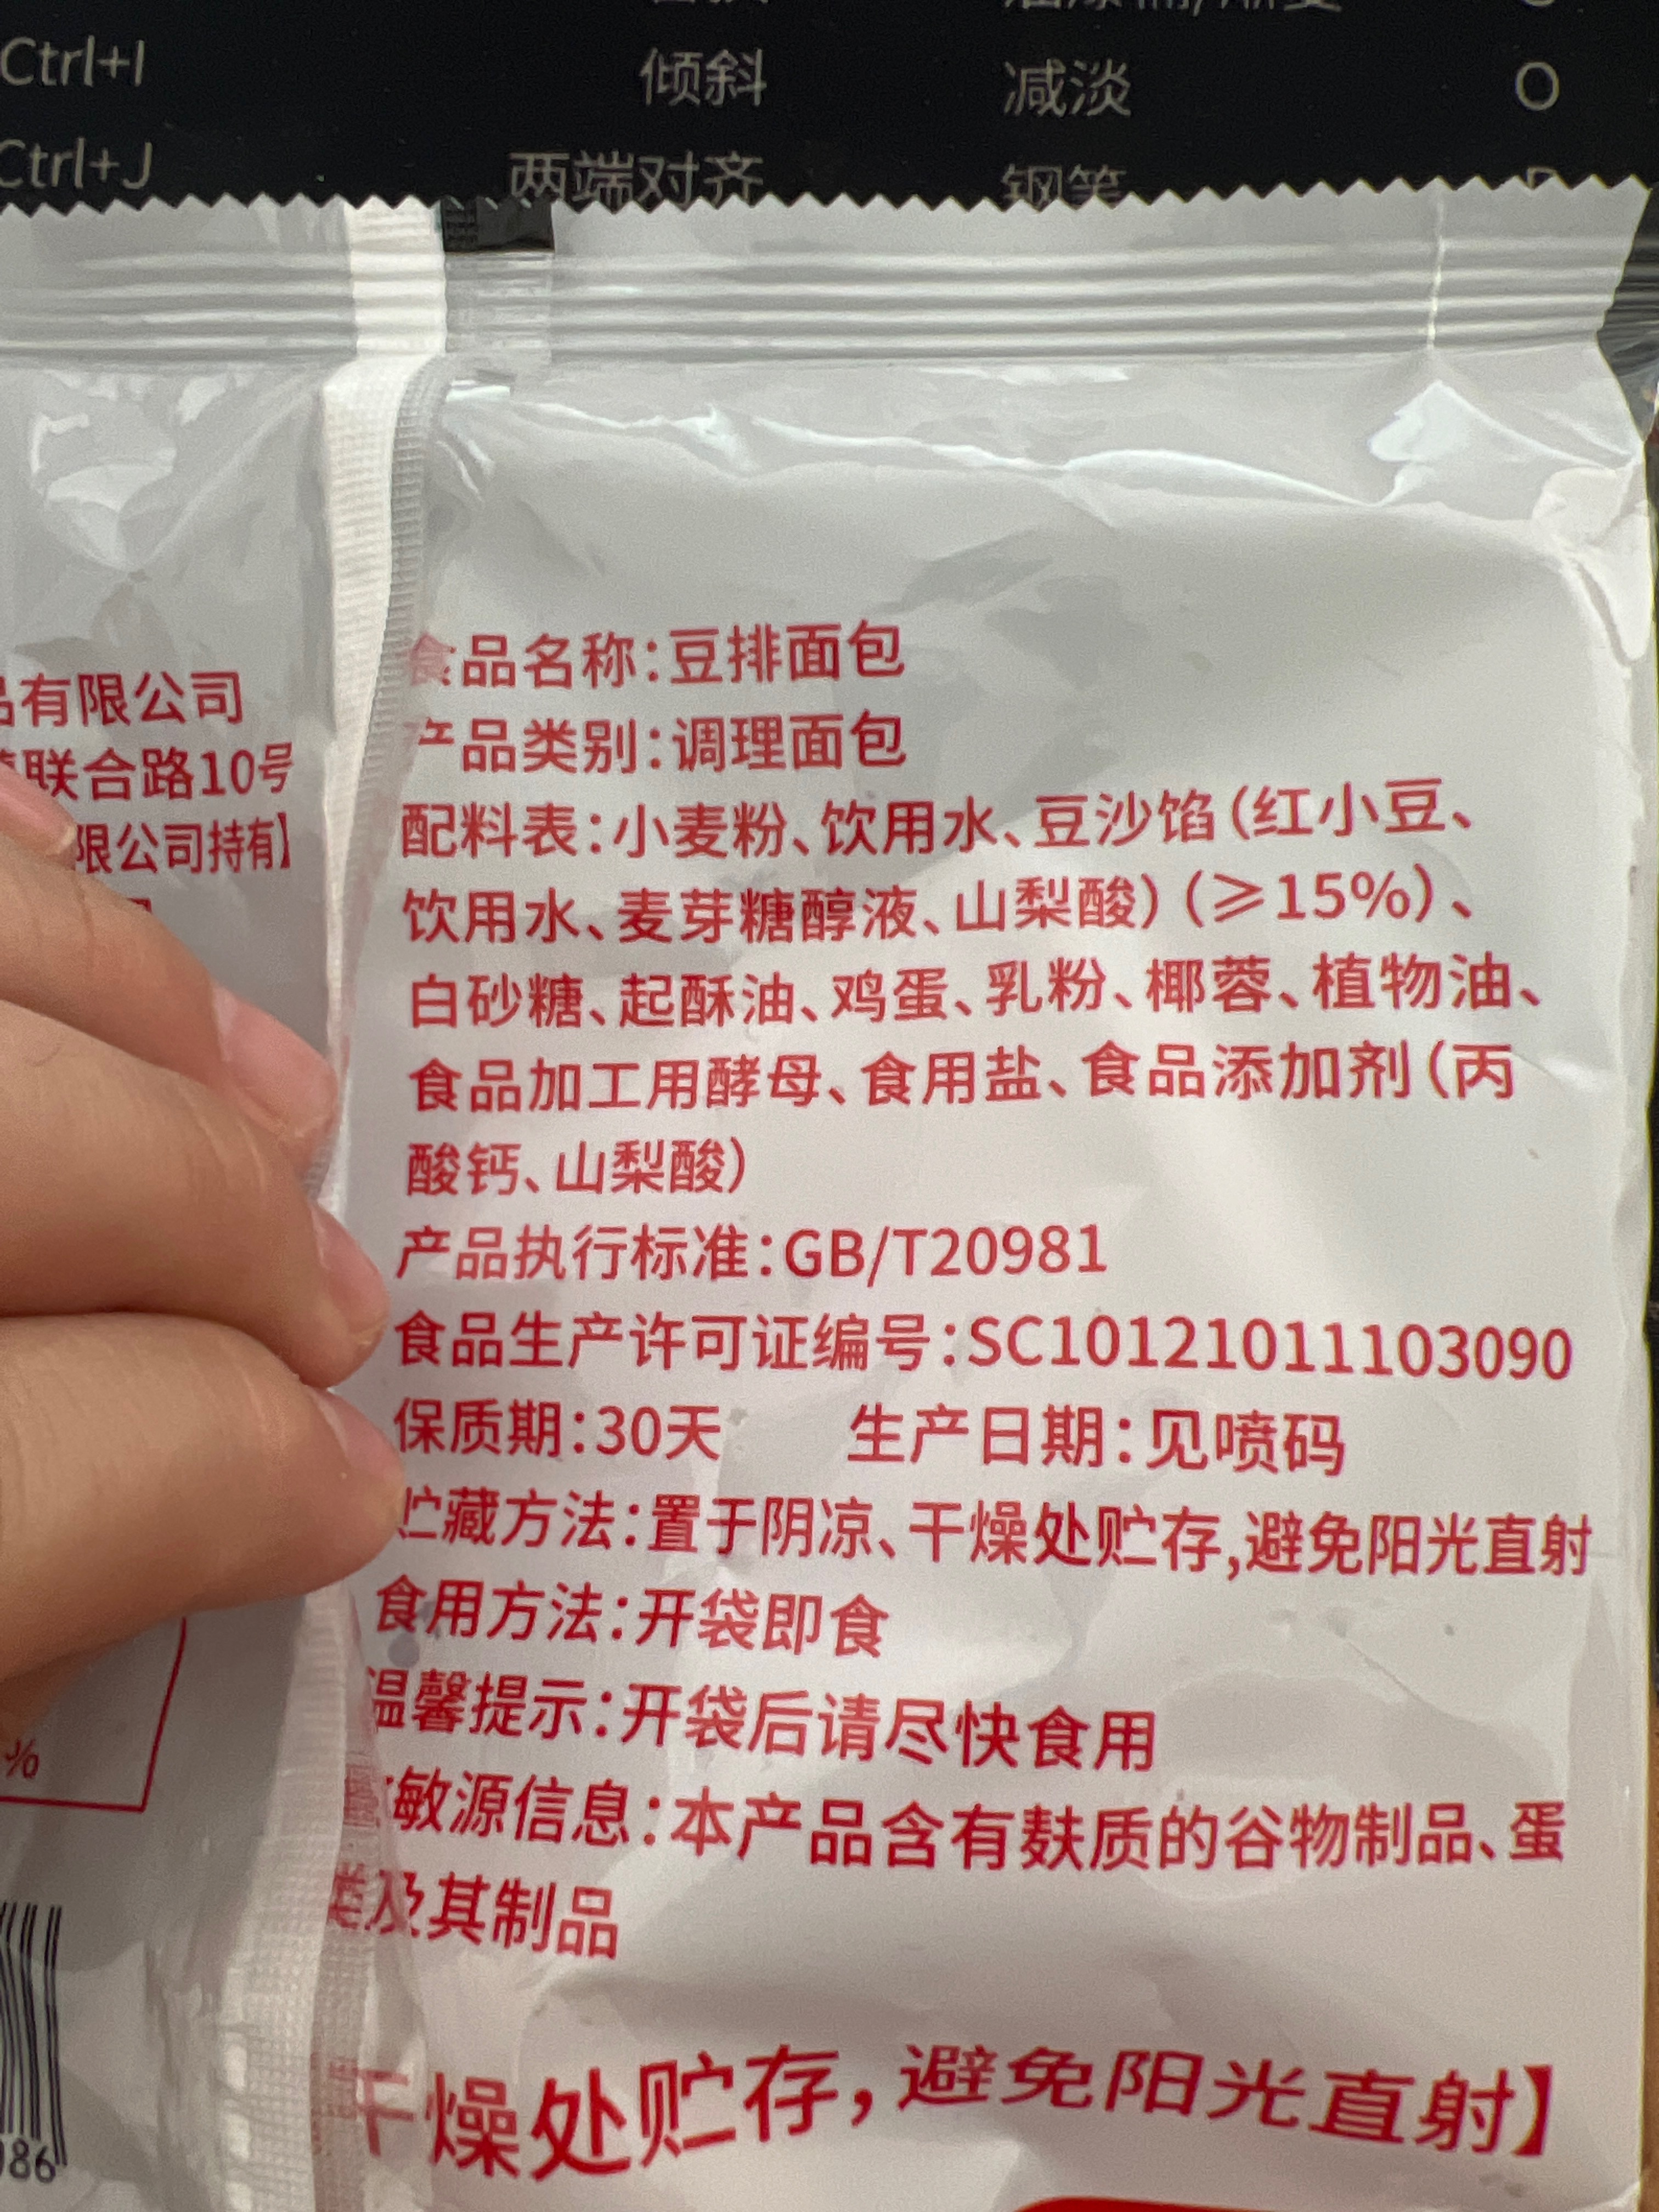 Ctrl+I 倾斜 减淡 O
Ctrl+J 两端对齐 钢笔
食品名称:豆排面包
产品类别:调理面包
配料表:小麦粉、饮用水、豆沙馅(红小豆、
饮用水、麦芽糖醇液、山梨酸)(≥15%)、
白砂糖、起酥油、鸡蛋、乳粉、椰蓉、植物油、
食品加工用酵母、食用盐、食品添加剂(丙
酸钙、山梨酸)
产品执行标准:GB/T20981
食品生产许可证编号:SC10121011103090
保质期:30天 生产日期:见喷码
贮藏方法:置于阴凉、干燥处贮存,避免阳光直射
食用方法:开袋即食
温馨提示:开袋后请尽快食用
敏源信息:本产品含有麸质的谷物制品、蛋
类及其制品
干燥处贮存,避免阳光直射】
品有限公司
联合路10号
限公司持有】
%
086